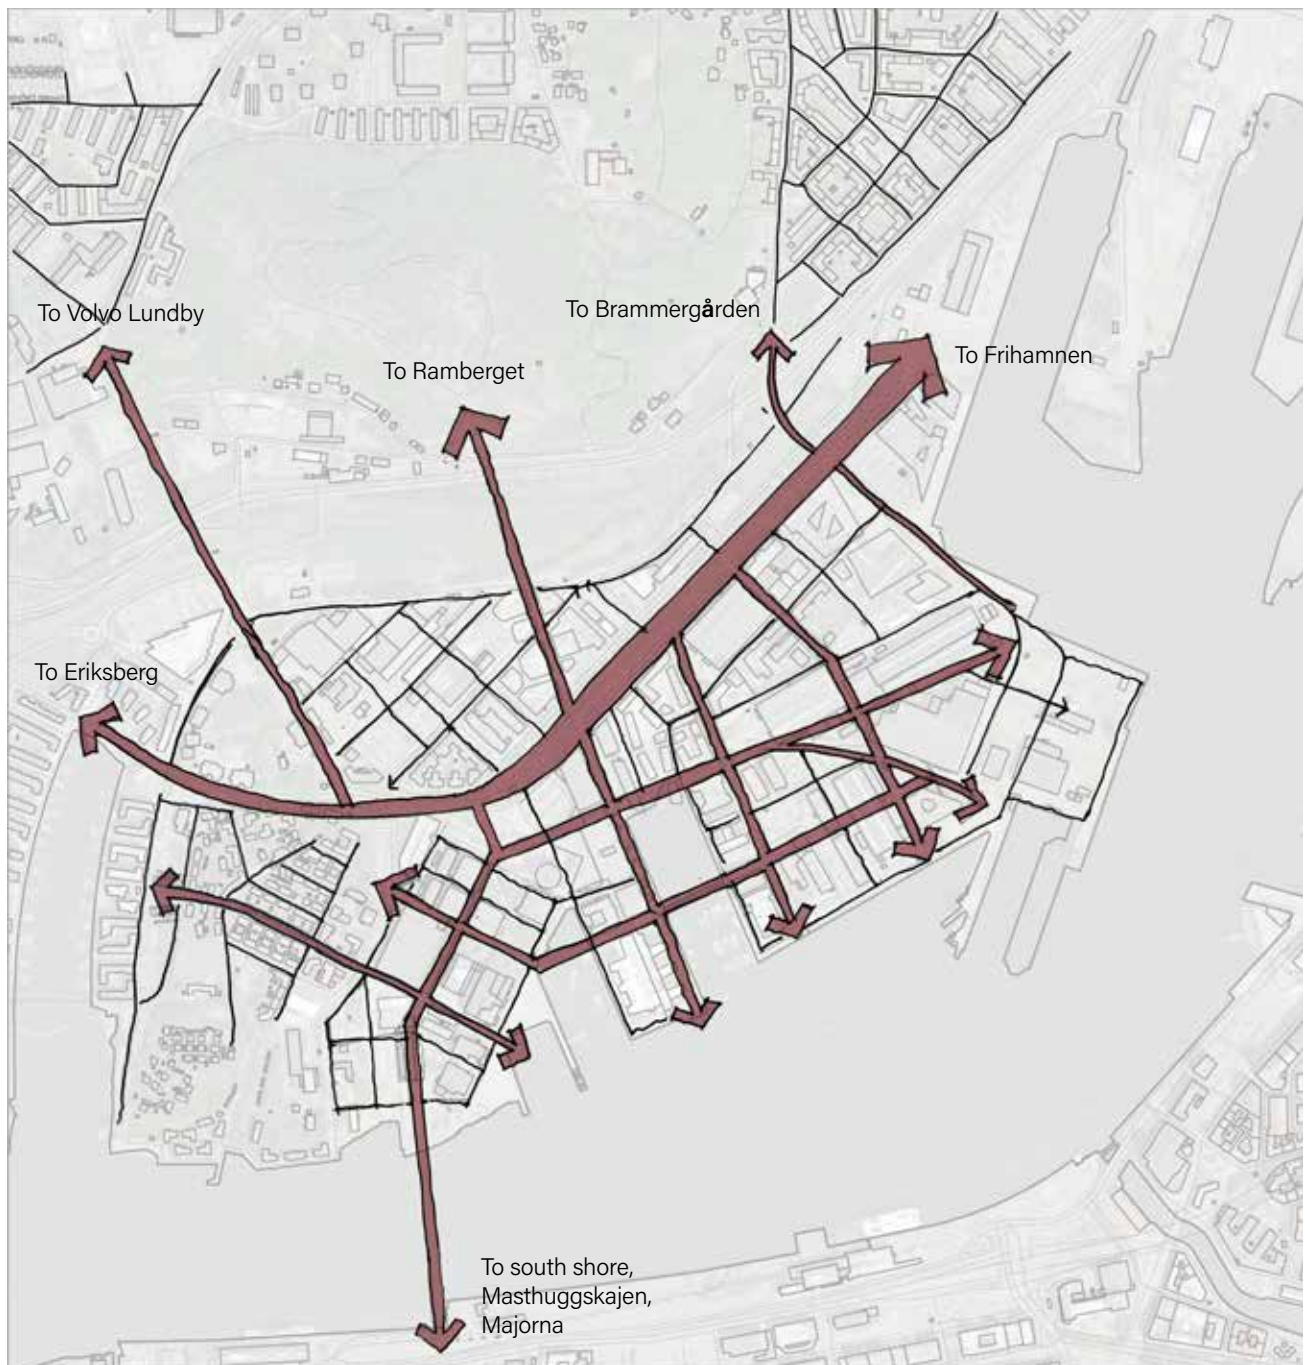 To Volvo Lundby
To Brammergården
To Frihamnen
To Ramberget
To Eriksberg
To south shore,
Masthuggskajen,
Majorna